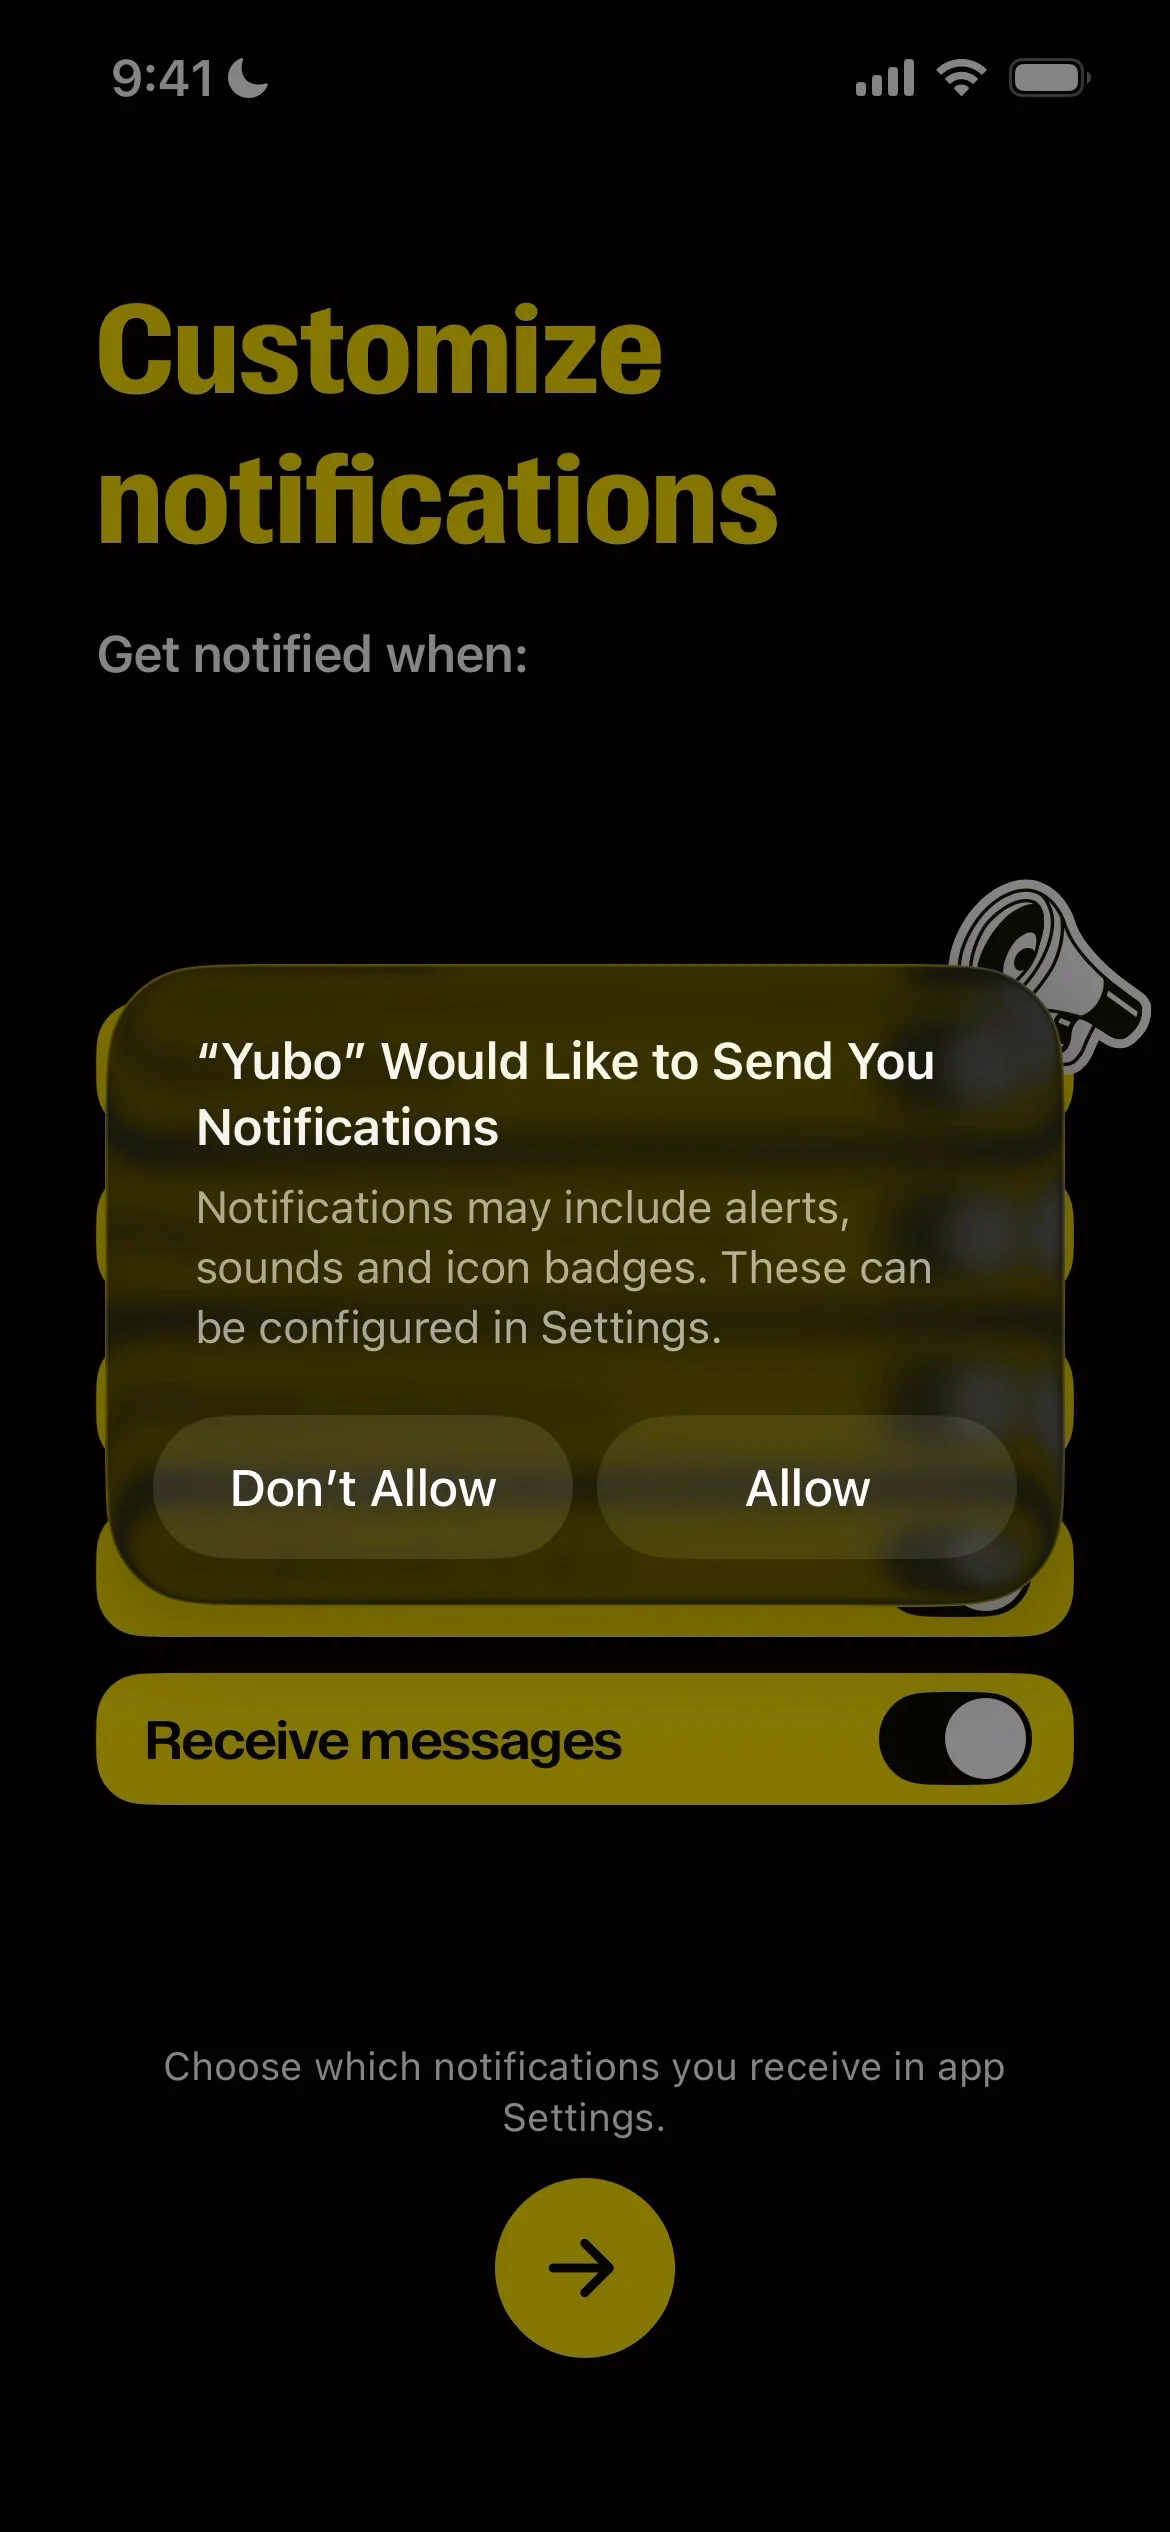 9:41
Customize
notifications
Get notified when:
“Yubo” Would Like to Send You
Notifications
Notifications may include alerts,
sounds and icon badges. These can
be configured in Settings.
Don’t Allow
Allow
Receive messages
Choose which notifications you receive in app
Settings.